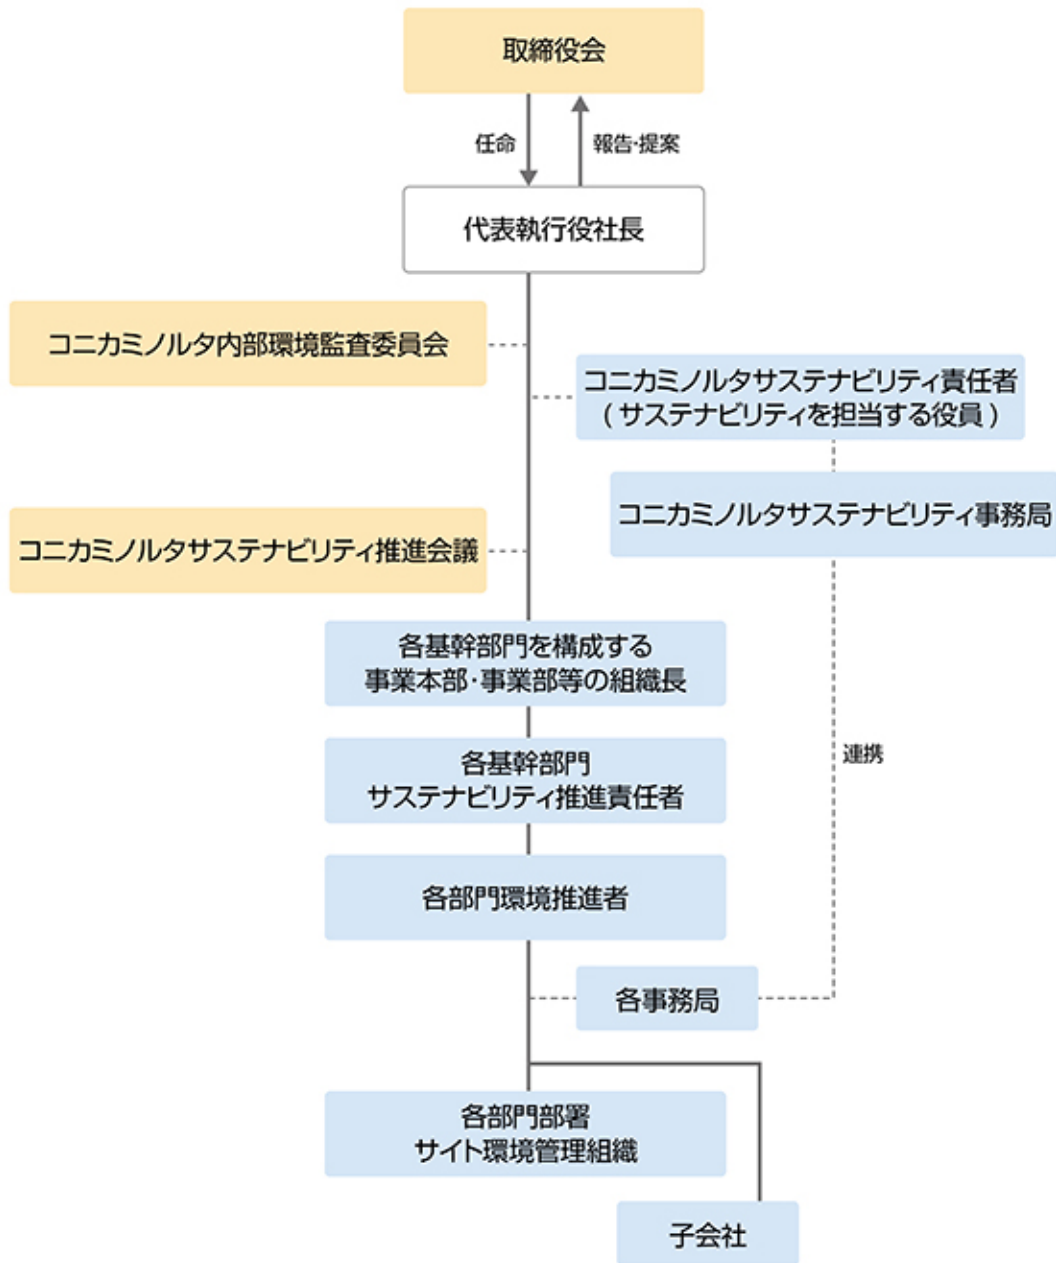 取締役会
任命
報告・提案
代表執行役社長
コニカミノルタ内部環境監査委員会
コニカミノルタサステナビリティ責任者
( サステナビリティを担当する役員 )
コニカミノルタサステナビリティ事務局
コニカミノルタサステナビリティ推進会議
各基幹部門を構成する
事業本部・事業部等の組織長
各基幹部門
サステナビリティ推進責任者
連携
各部門環境推進者
各事務局
各部門部署
サイト環境管理組織
子会社